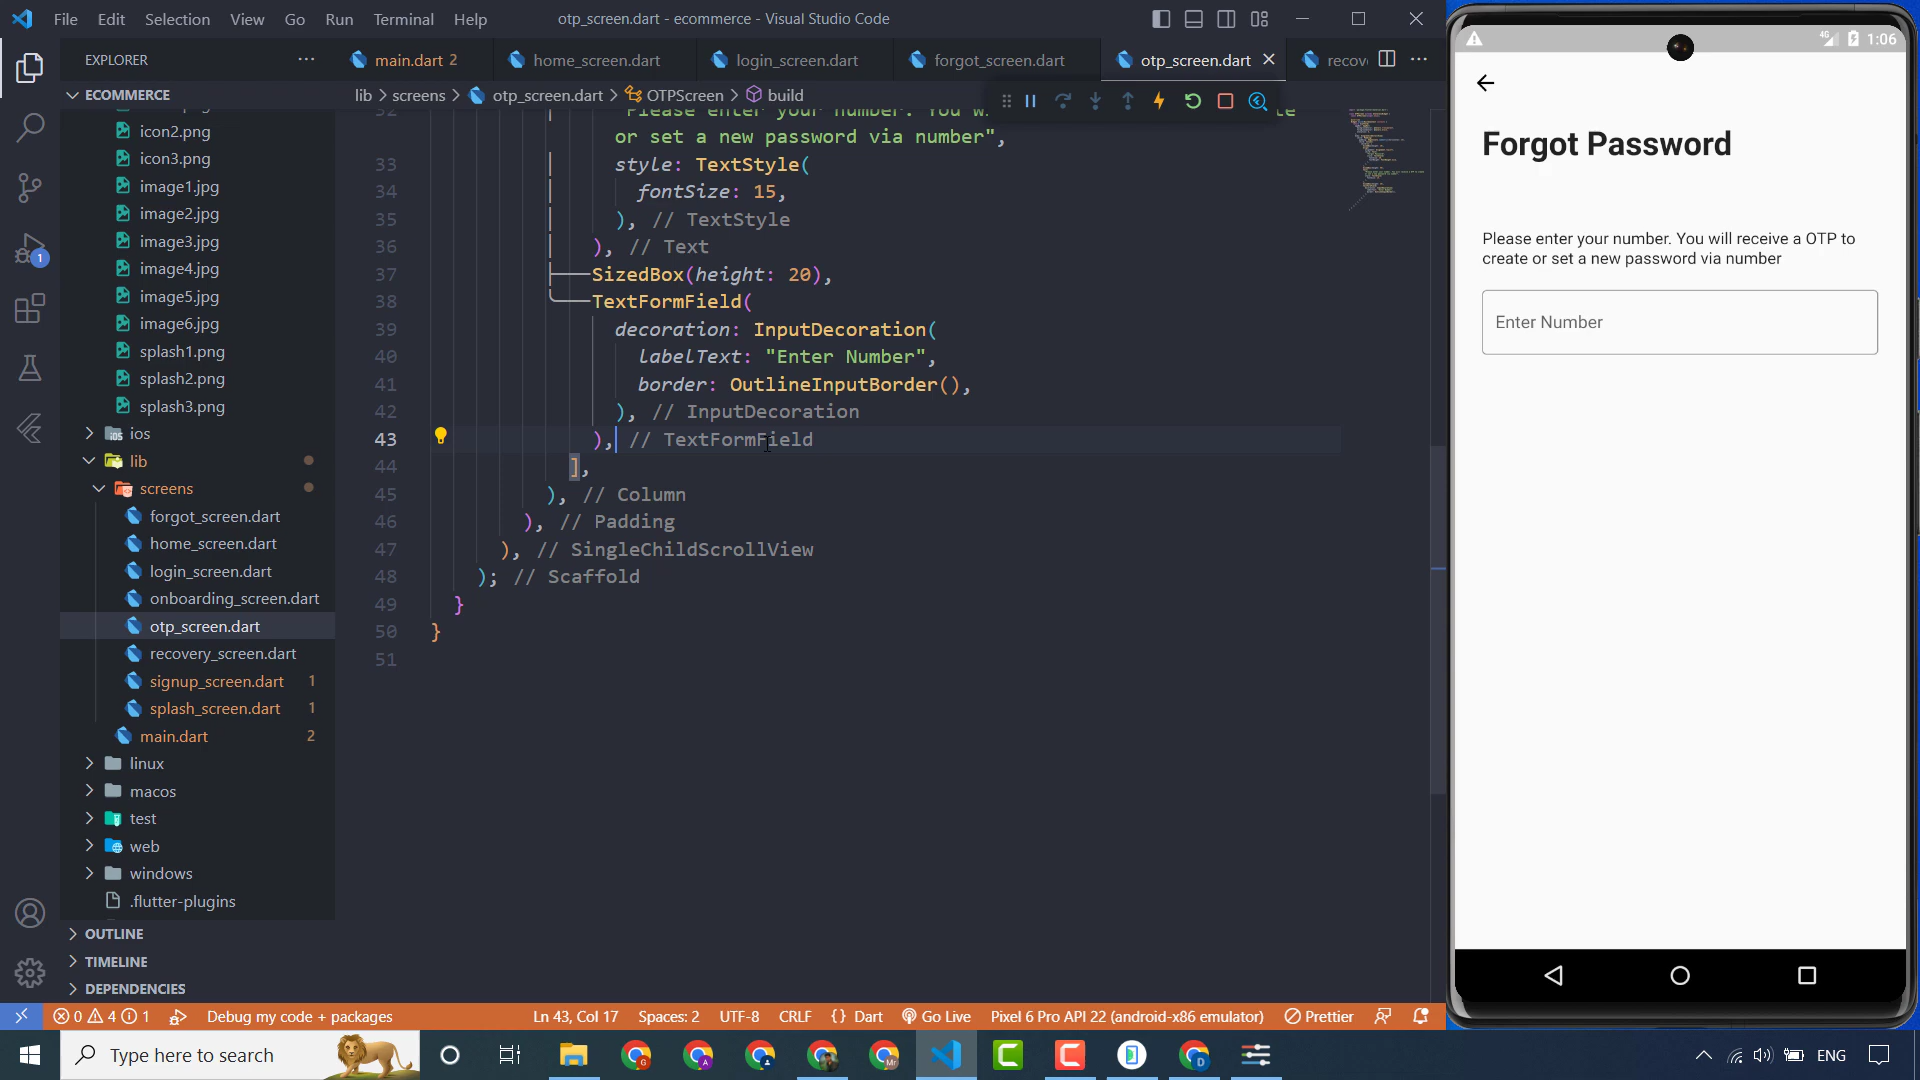 File Edit Selection View Go Run Terminal Help
otp_screen.dart - ecommerce - Visual Studio Code
EXPLORER
main.dart 2
home_screen.dart
login_screen.dart
forgot_screen.dart
otp_screen.dart
recov
ECOMMERCE
lib > screens > otp_screen.dart > OTPScreen > build
icon2.png
icon3.png
image1.jpg
image2.jpg
image3.jpg
image4.jpg
image5.jpg
image6.jpg
splash1.png
splash2.png
splash3.png
ios
lib
screens
forgot_screen.dart
home_screen.dart
login_screen.dart
onboarding_screen.dart
otp_screen.dart
recovery_screen.dart
signup_screen.dart 1
splash_screen.dart 1
main.dart 2
linux
macos
test
web
windows
.flutter-plugins
OUTLINE
TIMELINE
DEPENDENCIES
1
32 "Please enter your number. You w
or set a new password via number",
33 style: TextStyle(
34 fontSize: 15,
35 ), // TextStyle
36 ), // Text
37 SizedBox(height: 20),
38 TextFormField(
39 decoration: InputDecoration(
40 labelText: "Enter Number",
41 border: OutlineInputBorder(),
42 ), // InputDecoration
43 ), // TextFormField
44 ],
45 ), // Column
46 ), // Padding
47 ), // SingleChildScrollView
48 ); // Scaffold
49 }
50 }
51
4G 1:06
Forgot Password
Please enter your number. You will receive a OTP to
create or set a new password via number
Enter Number
0 4 1 Debug my code + packages
Ln 43, Col 17 Spaces: 2 UTF-8 CRLF {} Dart Go Live Pixel 6 Pro API 22 (android-x86 emulator) Prettier
Type here to search
ENG